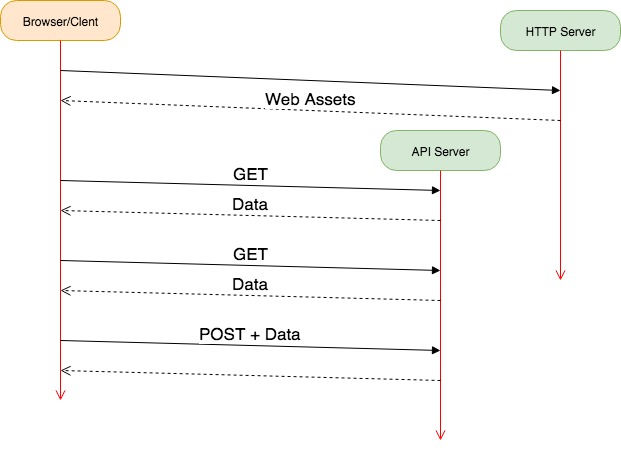 Browser/Clent
HTTP Server
Web Assets
API Server
GET
Data
GET
Data
POST + Data